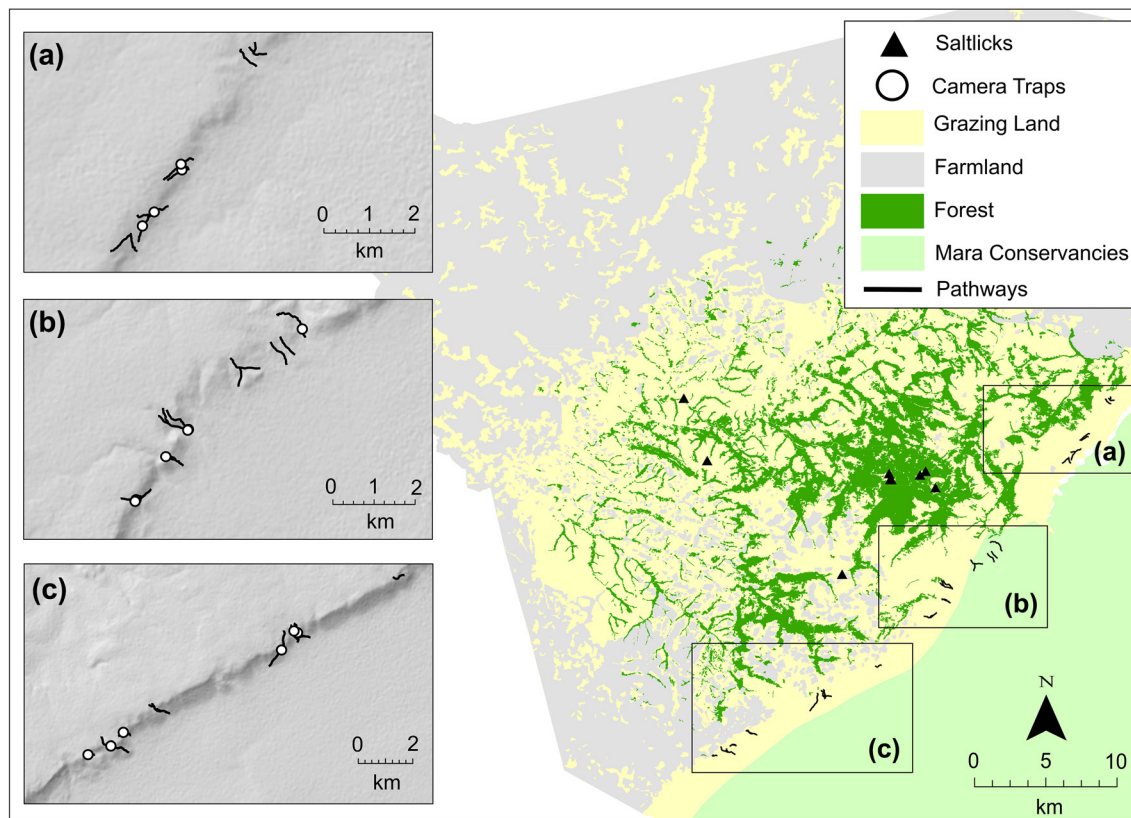 (a)
0 1 2
km
(b)
0 1 2
km
(c)
0 2
km
Saltlicks
Camera Traps
Grazing Land
Farmland
Forest
Mara Conservancies
Pathways
(a)
(b)
(c)
N
0 5 10
km